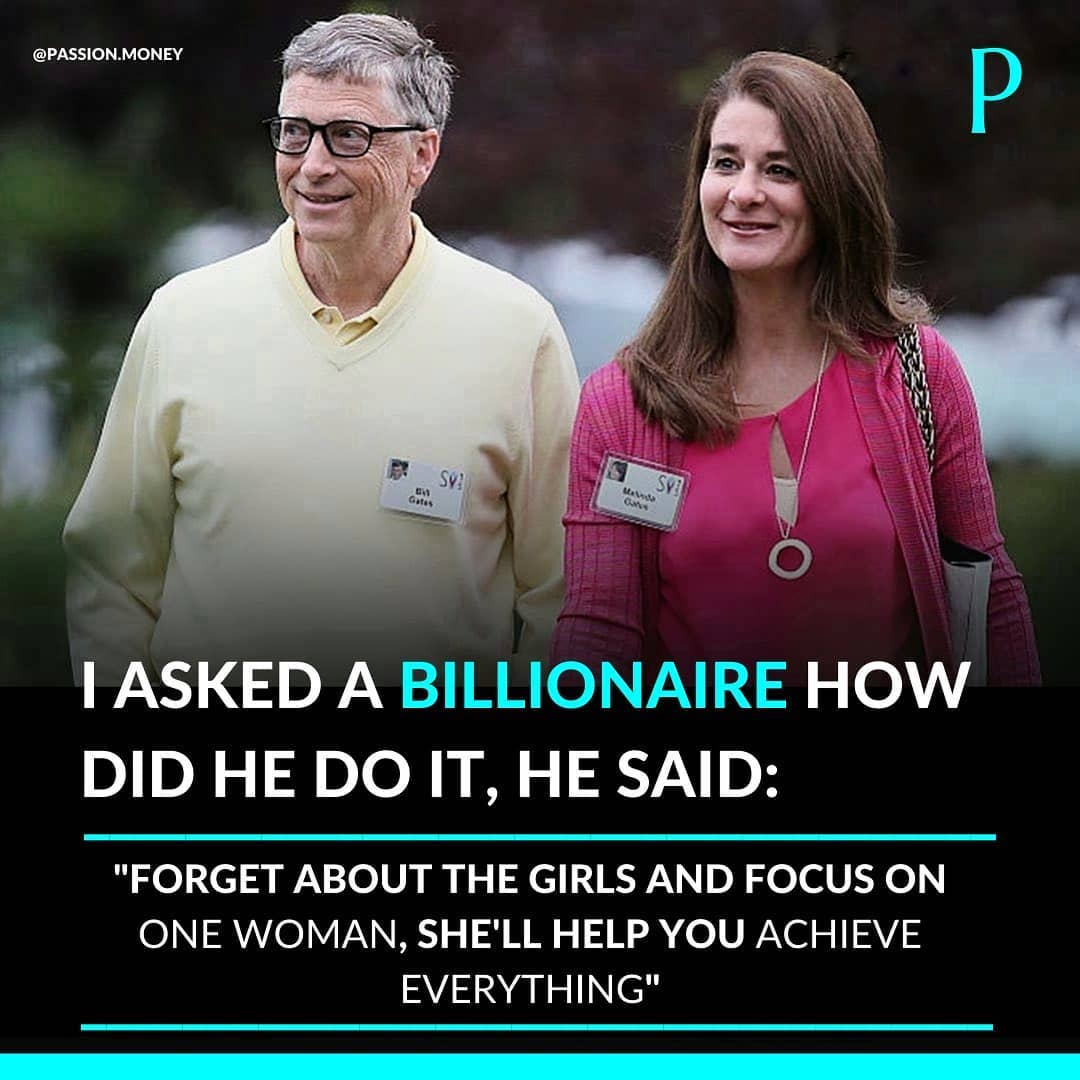 @PASSION.MONEY
P
SV
Bill
Gates
SV
Melinda
Gates
I ASKED A BILLIONAIRE HOW
DID HE DO IT, HE SAID:
"FORGET ABOUT THE GIRLS AND FOCUS ON
ONE WOMAN, SHE'LL HELP YOU ACHIEVE
EVERYTHING"